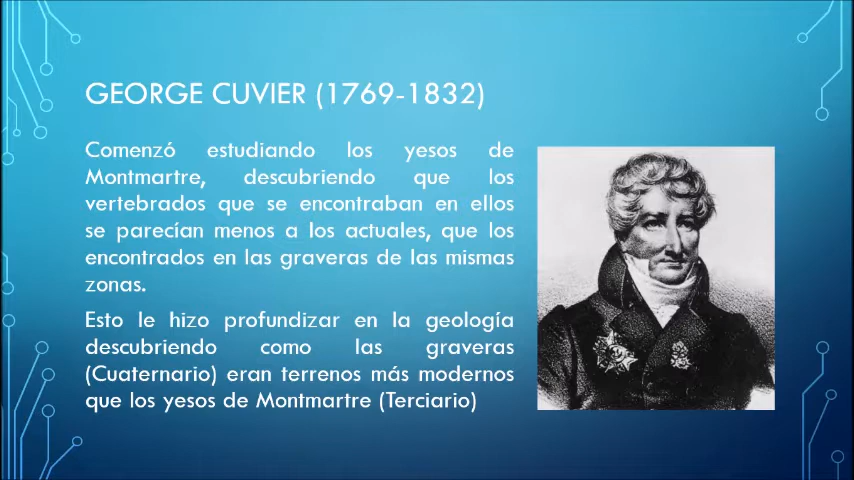 GEORGE CUVIER (1769-1832)
Comenzó estudiando los yesos de
Montmartre, descubriendo que los
vertebrados que se encontraban en ellos
se parecían menos a los actuales, que los
encontrados en las graveras de las mismas
zonas.
Esto le hizo profundizar en la geología
descubriendo como las graveras
(Cuaternario) eran terrenos más modernos
que los yesos de Montmartre (Terciario)